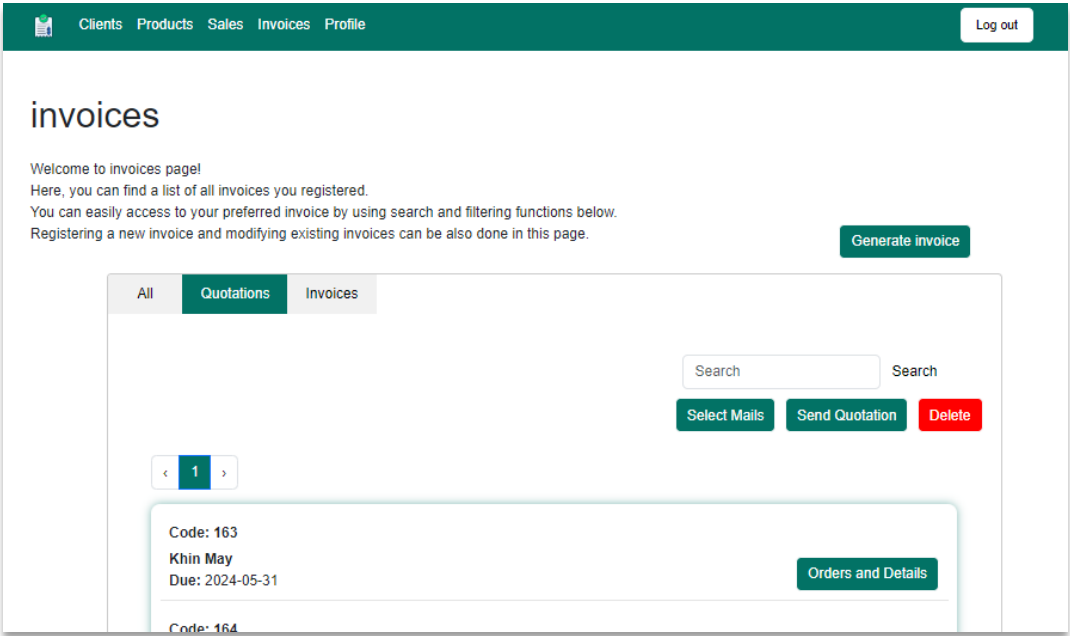 Clients Products Sales Invoices Profile Log out
invoices
Welcome to invoices page!
Here, you can find a list of all invoices you registered.
You can easily access to your preferred invoice by using search and filtering functions below.
Registering a new invoice and modifying existing invoices can be also done in this page.
Generate invoice
All Quotations Invoices
Search Search
Select Mails Send Quotation Delete
‹ 1 ›
Code: 163
Khin May
Due: 2024-05-31
Orders and Details
Code: 164